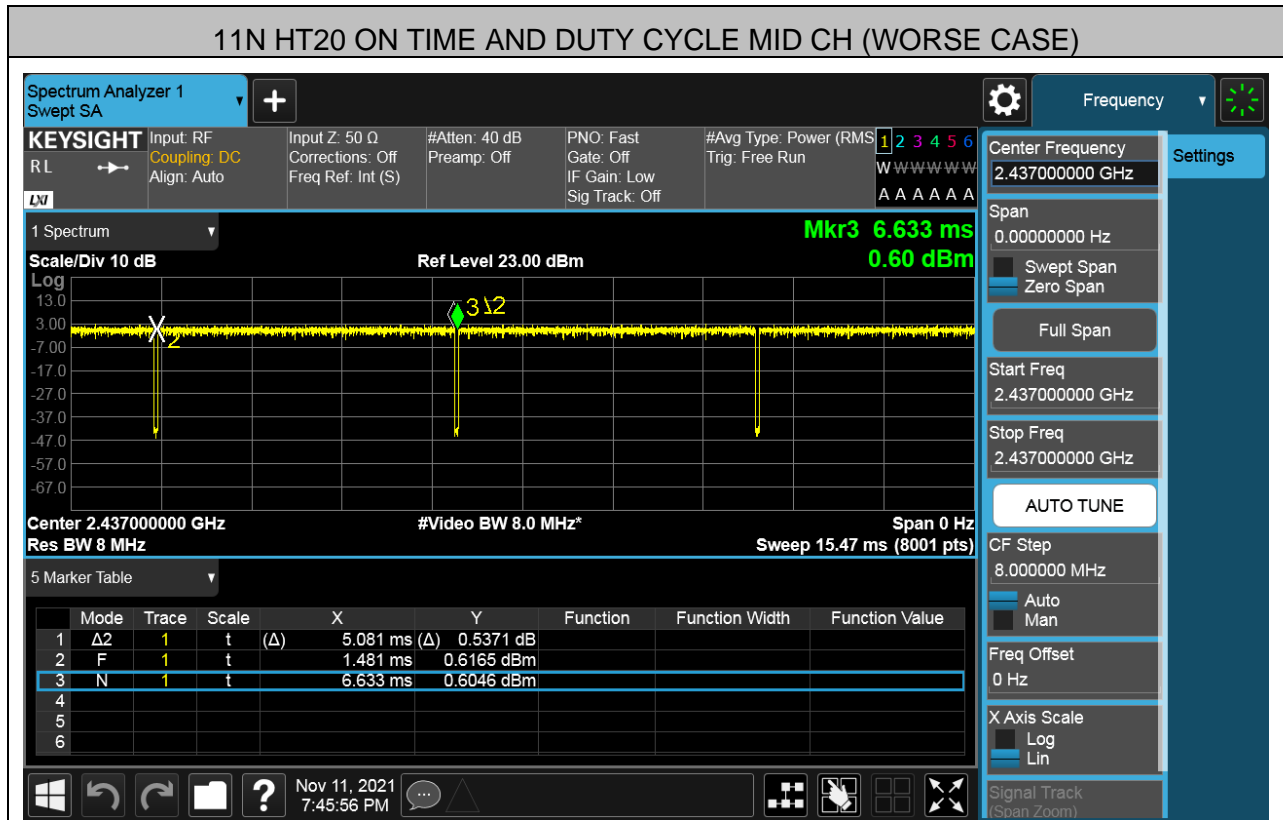 11N HT20 ON TIME AND DUTY CYCLE MID CH (WORSE CASE)
Spectrum Analyzer 1
Swept SA
Frequency
KEYSIGHT
RL
LXI
Input: RF
Coupling: DC
Align: Auto
Input Z: 50 Ω
Corrections: Off
Freq Ref: Int (S)
#Atten: 40 dB
Preamp: Off
PNO: Fast
Gate: Off
IF Gain: Low
Sig Track: Off
#Avg Type: Power (RMS
Trig: Free Run
1 2 3 4 5 6
W W W W W W
A A A A A A
1 Spectrum
Mkr3 6.633 ms
Scale/Div 10 dB
Ref Level 23.00 dBm
0.60 dBm
Log
13.0
3.00
-7.00
-17.0
-27.0
-37.0
-47.0
-57.0
-67.0
X
2
3Δ2
Center 2.437000000 GHz
#Video BW 8.0 MHz*
Span 0 Hz
Res BW 8 MHz
Sweep 15.47 ms (8001 pts)
5 Marker Table
Mode Trace Scale X Y Function Function Width Function Value
1 Δ2 1 t (Δ) 5.081 ms (Δ) 0.5371 dB
2 F 1 t 1.481 ms 0.6165 dBm
3 N 1 t 6.633 ms 0.6046 dBm
4
5
6
Nov 11, 2021
7:45:56 PM
Center Frequency
2.437000000 GHz
Settings
Span
0.00000000 Hz
Swept Span
Zero Span
Full Span
Start Freq
2.437000000 GHz
Stop Freq
2.437000000 GHz
AUTO TUNE
CF Step
8.000000 MHz
Auto
Man
Freq Offset
0 Hz
X Axis Scale
Log
Lin
Signal Track
(Span Zoom)